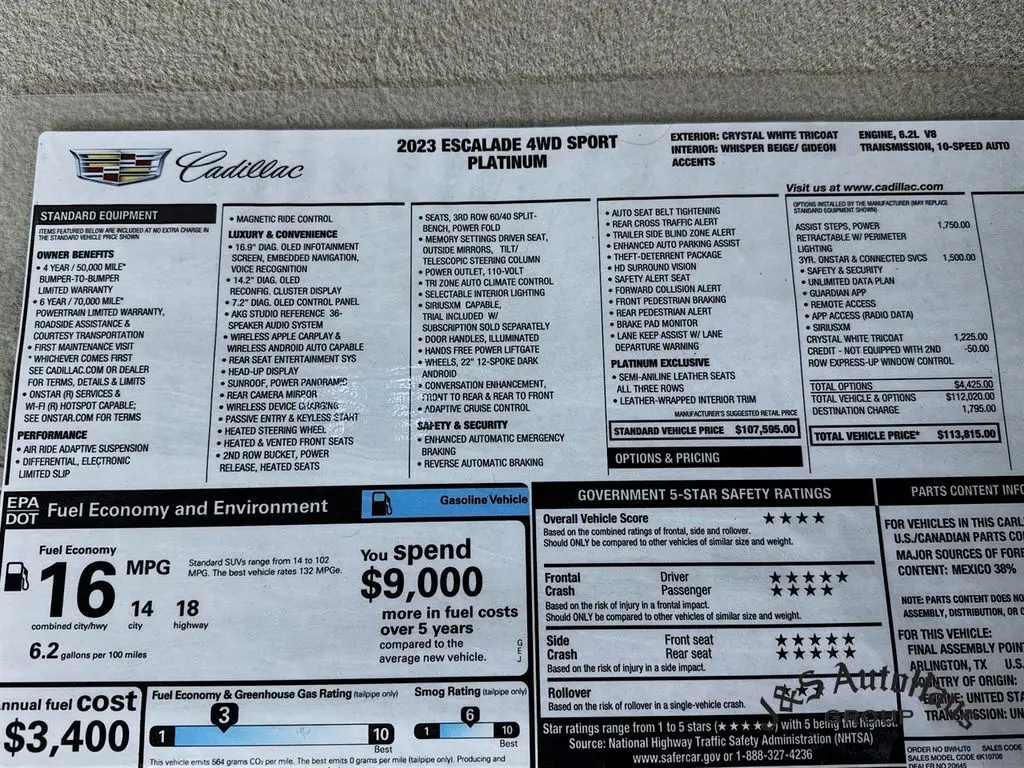 Cadillac
2023 ESCALADE 4WD SPORT
PLATINUM
EXTERIOR: CRYSTAL WHITE TRICOAT
INTERIOR: WHISPER BEIGE/ GIDEON
ACCENTS
ENGINE, 6.2L V8
TRANSMISSION, 10-SPEED AUTO
Visit us at www.cadillac.com
STANDARD EQUIPMENT
ITEMS FEATURED BELOW ARE INCLUDED AT NO EXTRA CHARGE IN
THE STANDARD VEHICLE PRICE SHOWN
OWNER BENEFITS
• 4 YEAR / 50,000 MILE*
BUMPER-TO-BUMPER
LIMITED WARRANTY
• 6 YEAR / 70,000 MILE*
POWERTRAIN LIMITED WARRANTY,
ROADSIDE ASSISTANCE &
COURTESY TRANSPORTATION
• FIRST MAINTENANCE VISIT
* WHICHEVER COMES FIRST
SEE CADILLAC.COM OR DEALER
FOR TERMS, DETAILS & LIMITS
• ONSTAR (R) SERVICES &
WI-FI (R) HOTSPOT CAPABLE;
SEE ONSTAR.COM FOR TERMS
PERFORMANCE
• AIR RIDE ADAPTIVE SUSPENSION
• DIFFERENTIAL, ELECTRONIC
LIMITED SLIP
• MAGNETIC RIDE CONTROL
LUXURY & CONVENIENCE
• 16.9" DIAG. OLED INFOTAINMENT
SCREEN, EMBEDDED NAVIGATION,
VOICE RECOGNITION
• 14.2" DIAG. OLED
RECONFIG. CLUSTER DISPLAY
• 7.2" DIAG. OLED CONTROL PANEL
• AKG STUDIO REFERENCE 36-
SPEAKER AUDIO SYSTEM
• WIRELESS APPLE CARPLAY &
WIRELESS ANDROID AUTO CAPABLE
• REAR SEAT ENTERTAINMENT SYS
• HEAD-UP DISPLAY
• SUNROOF, POWER PANORAMIC
• REAR CAMERA MIRROR
• WIRELESS DEVICE CHARGING
• PASSIVE ENTRY & KEYLESS START
• HEATED STEERING WHEEL
• HEATED & VENTED FRONT SEATS
• 2ND ROW BUCKET, POWER
RELEASE, HEATED SEATS
• SEATS, 3RD ROW 60/40 SPLIT-
BENCH, POWER FOLD
• MEMORY SETTINGS DRIVER SEAT,
OUTSIDE MIRRORS, TILT/
TELESCOPIC STEERING COLUMN
• POWER OUTLET, 110-VOLT
• TRI ZONE AUTO CLIMATE CONTROL
• SELECTABLE INTERIOR LIGHTING
• SIRIUSXM CAPABLE,
TRIAL INCLUDED W/
SUBSCRIPTION SOLD SEPARATELY
• DOOR HANDLES, ILLUMINATED
• HANDS FREE POWER LIFTGATE
• WHEELS, 22" 12-SPOKE DARK
ANDROID
• CONVERSATION ENHANCEMENT,
FRONT TO REAR & REAR TO FRONT
• ADAPTIVE CRUISE CONTROL
SAFETY & SECURITY
• ENHANCED AUTOMATIC EMERGENCY
BRAKING
• REVERSE AUTOMATIC BRAKING
• AUTO SEAT BELT TIGHTENING
• REAR CROSS TRAFFIC ALERT
• TRAILER SIDE BLIND ZONE ALERT
• ENHANCED AUTO PARKING ASSIST
• THEFT-DETERRENT PACKAGE
• HD SURROUND VISION
• SAFETY ALERT SEAT
• FORWARD COLLISION ALERT
• FRONT PEDESTRIAN BRAKING
• REAR PEDESTRIAN ALERT
• BRAKE PAD MONITOR
• LANE KEEP ASSIST W/ LANE
DEPARTURE WARNING
PLATINUM EXCLUSIVE
• SEMI-ANILINE LEATHER SEATS
ALL THREE ROWS
• LEATHER-WRAPPED INTERIOR TRIM
MANUFACTURER'S SUGGESTED RETAIL PRICE
STANDARD VEHICLE PRICE $107,595.00
OPTIONS & PRICING
OPTIONS INSTALLED BY THE MANUFACTURER (MAY REPLACE
STANDARD EQUIPMENT SHOWN)
ASSIST STEPS, POWER 1,750.00
RETRACTABLE W/ PERIMETER
LIGHTING
3YR. ONSTAR & CONNECTED SVCS 1,500.00
• SAFETY & SECURITY
• UNLIMITED DATA PLAN
• GUARDIAN APP
• REMOTE ACCESS
• APP ACCESS (RADIO DATA)
• SIRIUSXM
CRYSTAL WHITE TRICOAT 1,225.00
CREDIT - NOT EQUIPPED WITH 2ND -50.00
ROW EXPRESS-UP WINDOW CONTROL
TOTAL OPTIONS $4,425.00
TOTAL VEHICLE & OPTIONS $112,020.00
DESTINATION CHARGE 1,795.00
TOTAL VEHICLE PRICE* $113,815.00
EPA
DOT
Fuel Economy and Environment
Gasoline Vehicle
Fuel Economy
16 MPG
combined city/hwy
14
city
18
highway
6.2 gallons per 100 miles
Standard SUVs range from 14 to 102
MPG. The best vehicle rates 132 MPGe.
You spend
$9,000
more in fuel costs
over 5 years
compared to the
average new vehicle.
G
E
J
nnual fuel cost
$3,400
Fuel Economy & Greenhouse Gas Rating (tailpipe only)
3
1
10
Best
Smog Rating (tailpipe only)
6
1
10
Best
This vehicle emits 564 grams CO₂ per mile. The best emits 0 grams per mile (tailpipe only). Producing and
GOVERNMENT 5-STAR SAFETY RATINGS
Overall Vehicle Score ★★★★
Based on the combined ratings of frontal, side and rollover.
Should ONLY be compared to other vehicles of similar size and weight.
Frontal Driver ★★★★★
Crash Passenger ★★★★
Based on the risk of injury in a frontal impact.
Should ONLY be compared to other vehicles of similar size and weight.
Side Front seat ★★★★★
Crash Rear seat ★★★★★
Based on the risk of injury in a side impact.
Rollover
Based on the risk of rollover in a single-vehicle crash.
Star ratings range from 1 to 5 stars (★★★★★) with 5 being the highest.
Source: National Highway Traffic Safety Administration (NHTSA)
www.safercar.gov or 1-888-327-4236
PARTS CONTENT INFO
FOR VEHICLES IN THIS CARL
U.S./CANADIAN PARTS CO
MAJOR SOURCES OF FORE
CONTENT: MEXICO 38%
NOTE: PARTS CONTENT DOES NO
ASSEMBLY, DISTRIBUTION, OR O
FOR THIS VEHICLE:
FINAL ASSEMBLY POIN
ARLINGTON, TX U.S.
COUNTRY OF ORIGIN:
ENGINE: UNITED STA
TRANSMISSION: UN
ORDER NO BWHJT0 SALES CODE
SALES MODEL CODE 6K10706
DEALER NO 20645
J&S AutoHaus
GROUP